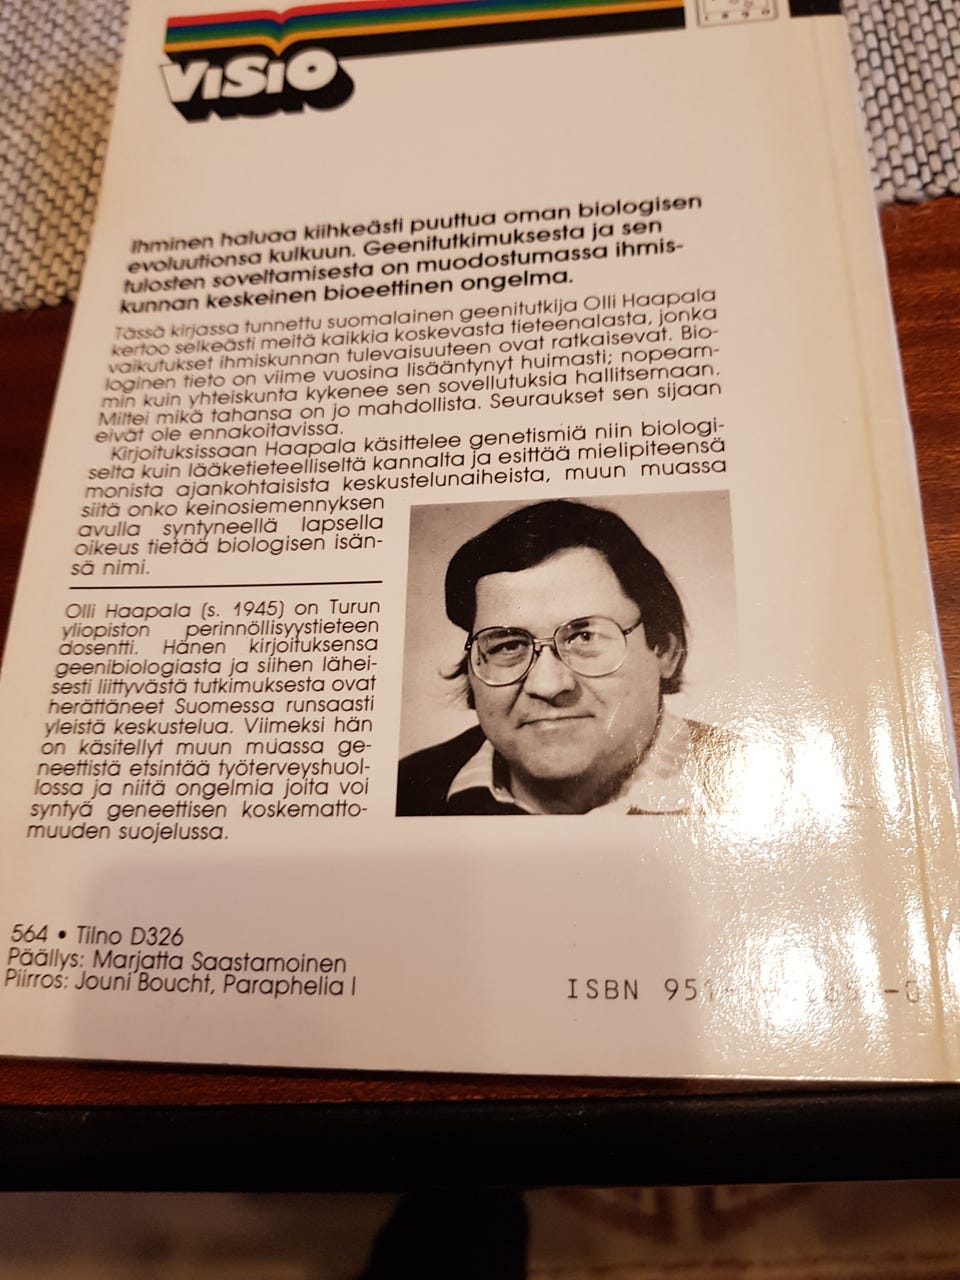 VISIO
Ihminen haluaa kiihkeästi puuttua oman biologisen
evoluutionsa kulkuun. Geenitutkimuksesta ja sen
tulosten soveltamisesta on muodostumassa ihmis-
kunnan keskeinen bioeettinen ongelma.
Tässä kirjassa tunnettu suomalainen geenitutkija Olli Haapala
kertoo selkeästi meitä kaikkia koskevasta tieteenalasta, jonka
vaikutukset ihmiskunnan tulevaisuuteen ovat ratkaisevat. Bio-
loginen tieto on viime vuosina lisääntynyt huimasti; nopeam-
min kuin yhteiskunta kykenee sen sovellutuksia hallitsemaan.
Miltei mikä tahansa on jo mahdollista. Seuraukset sen sijaan
eivät ole ennakoitavissa.
Kirjoituksissaan Haapala käsittelee genetismiä niin biologi-
selta kuin lääketieteelliseltä kannalta ja esittää mielipiteensä
monista ajankohtaisista keskustelunaiheista, muun muassa
siitä onko keinosiemennyksen
avulla syntyneellä lapsella
oikeus tietää biologisen isän-
sä nimi.
Olli Haapala (s. 1945) on Turun
yliopiston perinnöllisyystieteen
dosentti. Hänen kirjoituksensa
geenibiologiasta ja siihen lähei-
sesti liittyvästä tutkimuksesta ovat
herättäneet Suomessa runsaasti
yleistä keskustelua. Viimeksi hän
on käsitellyt muun muassa ge-
neettistä etsintää työterveyshuol-
lossa ja niitä ongelmia joita voi
syntyä geneettisen koskematto-
muuden suojelussa.
564 • Tilno D326
Päällys: Marjatta Saastamoinen
Piirros: Jouni Boucht, Paraphelia I
ISBN 951-